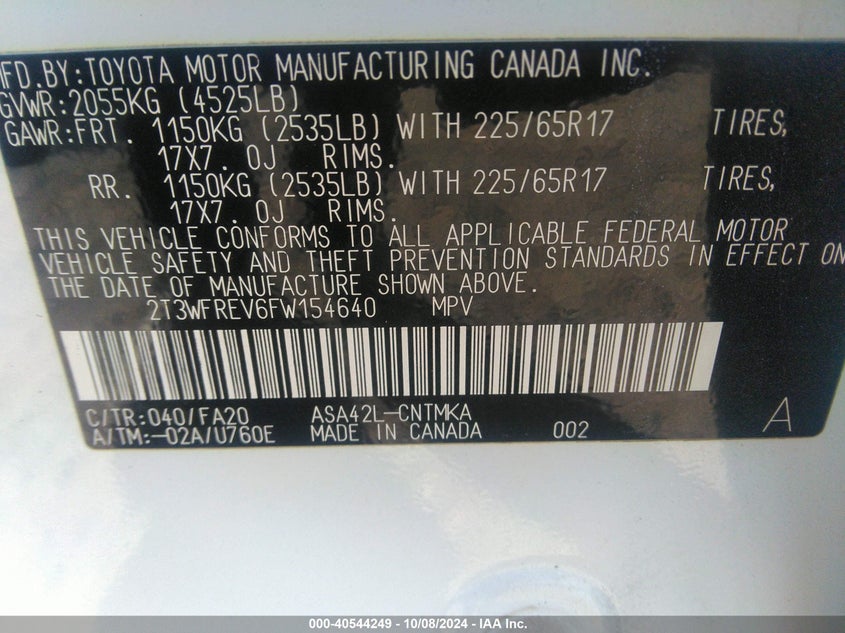 MFD.BY:TOYOTA MOTOR MANUFACTURING CANADA INC.
GVWR:2055KG (4525LB)
GAWR:FRT. 1150KG (2535LB) WITH 225/65R17 TIRES,
17X7.0J RIMS.
RR. 1150KG (2535LB) WITH 225/65R17 TIRES,
17X7.0J RIMS.
THIS VEHICLE CONFORMS TO ALL APPLICABLE FEDERAL MOTOR
VEHICLE SAFETY AND THEFT PREVENTION STANDARDS IN EFFECT ON
THE DATE OF MANUFACTURE SHOWN ABOVE.
2T3WFREV6FW154640 MPV
C/TR:040/FA20 ASA42L-CNTMKA
A/TM:-02A/U760E MADE IN CANADA 002 A
000-40544249 - 10/08/2024 - IAA Inc.